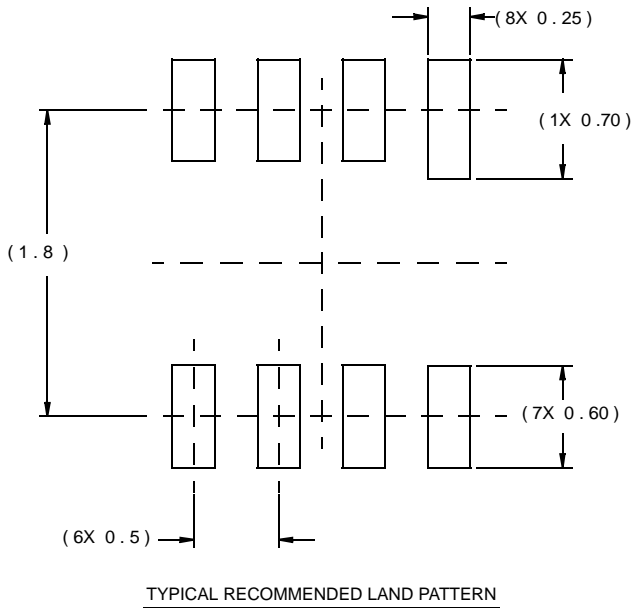 (8X 0.25)
(1X 0.70)
(1.8)
(7X 0.60)
(6X 0.5)
TYPICAL RECOMMENDED LAND PATTERN